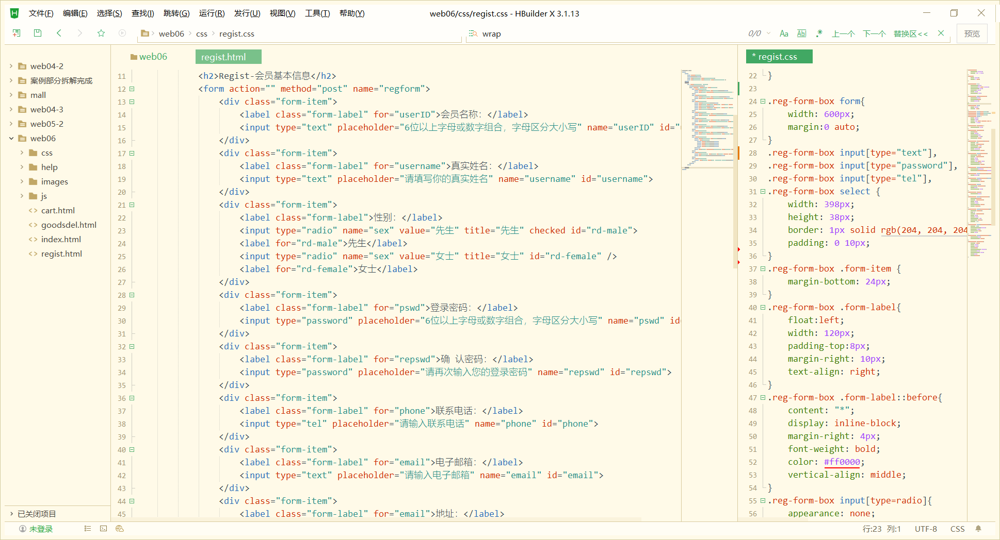 文件(F) 编辑(E) 选择(S) 查找(I) 跳转(G) 运行(R) 发行(U) 视图(V) 工具(T) 帮助(Y) web06/css/regist.css - HBuilder X 3.1.13
web06 css regist.css wrap 0/0 Aa Ab| .* 上一个 下一个 替换区<< 预览
web04-2
案例部分拆解完成
mall
web04-3
web05-2
web06
css
help
images
js
<> cart.html
<> goodsdel.html
<> index.html
<> regist.html
已关闭项目
web06 regist.html
11 <h2>Regist-会员基本信息</h2>
12 <form action="" method="post" name="regform">
13 <div class="form-item">
14 <label class="form-label" for="userID">会员名称：</label>
15 <input type="text" placeholder="6位以上字母或数字组合，字母区分大小写" name="userID" id="
16 </div>
17 <div class="form-item">
18 <label class="form-label" for="username">真实姓名：</label>
19 <input type="text" placeholder="请填写你的真实姓名" name="username" id="username">
20 </div>
21 <div class="form-item">
22 <label class="form-label">性别：</label>
23 <input type="radio" name="sex" value="先生" title="先生" checked id="rd-male">
24 <label for="rd-male">先生</label>
25 <input type="radio" name="sex" value="女士" title="女士" id="rd-female" />
26 <label for="rd-female">女士</label>
27 </div>
28 <div class="form-item">
29 <label class="form-label" for="pswd">登录密码：</label>
30 <input type="password" placeholder="6位以上字母或数字组合，字母区分大小写" name="pswd" id=
31 </div>
32 <div class="form-item">
33 <label class="form-label" for="repswd">确 认密码：</label>
34 <input type="password" placeholder="请再次输入您的登录密码" name="repswd" id="repswd">
35 </div>
36 <div class="form-item">
37 <label class="form-label" for="phone">联系电话：</label>
38 <input type="tel" placeholder="请输入联系电话" name="phone" id="phone">
39 </div>
40 <div class="form-item">
41 <label class="form-label" for="email">电子邮箱：</label>
42 <input type="text" placeholder="请输入电子邮箱" name="email" id="email">
43 </div>
44 <div class="form-item">
45 <label class="form-label" for="email">地址：</label>
* regist.css
22 }
23
24 .reg-form-box form{
25 width: 600px;
26 margin:0 auto;
27 }
28 .reg-form-box input[type="text"],
29 .reg-form-box input[type="password"],
30 .reg-form-box input[type="tel"],
31 .reg-form-box select {
32 width: 398px;
33 height: 38px;
34 border: 1px solid rgb(204, 204, 204
35 padding: 0 10px;
36 }
37 .reg-form-box .form-item {
38 margin-bottom: 24px;
39 }
40 .reg-form-box .form-label{
41 float:left;
42 width: 120px;
43 padding-top:8px;
44 margin-right: 10px;
45 text-align: right;
46 }
47 .reg-form-box .form-label::before{
48 content: "*";
49 display: inline-block;
50 margin-right: 4px;
51 font-weight: bold;
52 color: #ff0000;
53 vertical-align: middle;
54 }
55 .reg-form-box input[type=radio]{
56 appearance: none;
未登录 行:23 列:1 UTF-8 CSS